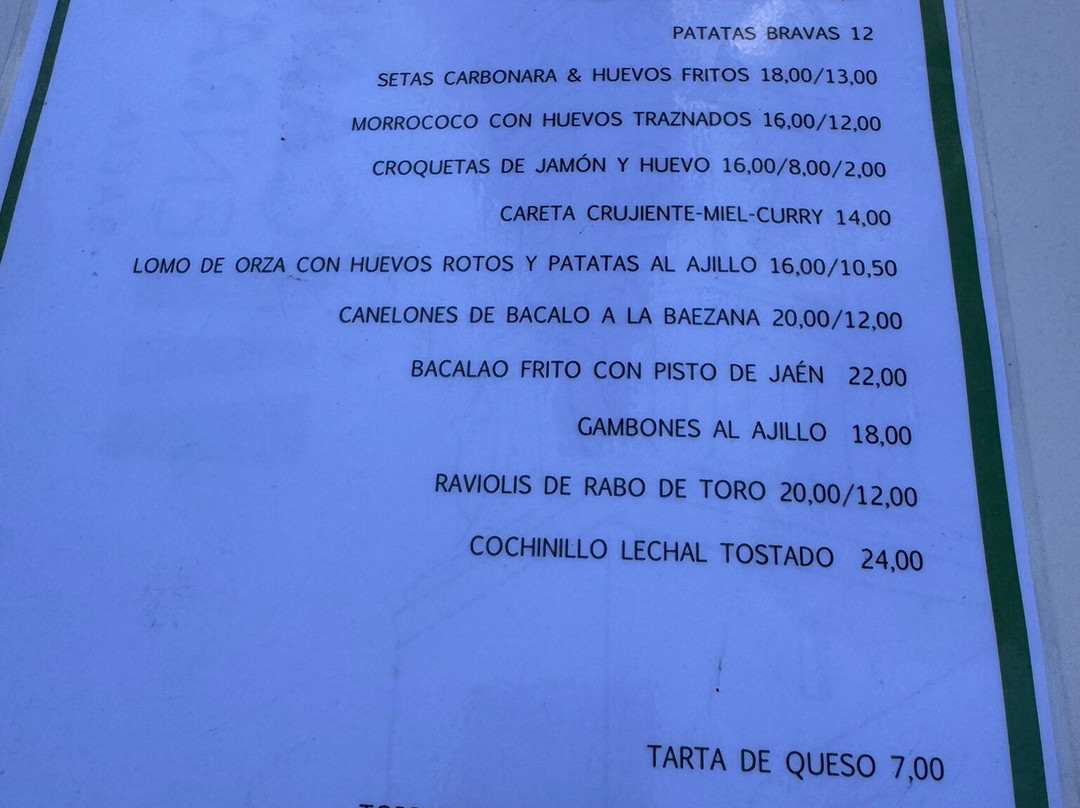 PATATAS BRAVAS 12
SETAS CARBONARA & HUEVOS FRITOS 18,00/13,00
MORROCOCO CON HUEVOS TRAZNADOS 16,00/12,00
CROQUETAS DE JAMÓN Y HUEVO 16,00/8,00/2,00
CARETA CRUJIENTE-MIEL-CURRY 14,00
LOMO DE ORZA CON HUEVOS ROTOS Y PATATAS AL AJILLO 16,00/10,50
CANELONES DE BACALO A LA BAEZANA 20,00/12,00
BACALAO FRITO CON PISTO DE JAÉN 22,00
GAMBONES AL AJILLO 18,00
RAVIOLIS DE RABO DE TORO 20,00/12,00
COCHINILLO LECHAL TOSTADO 24,00
TARTA DE QUESO 7,00